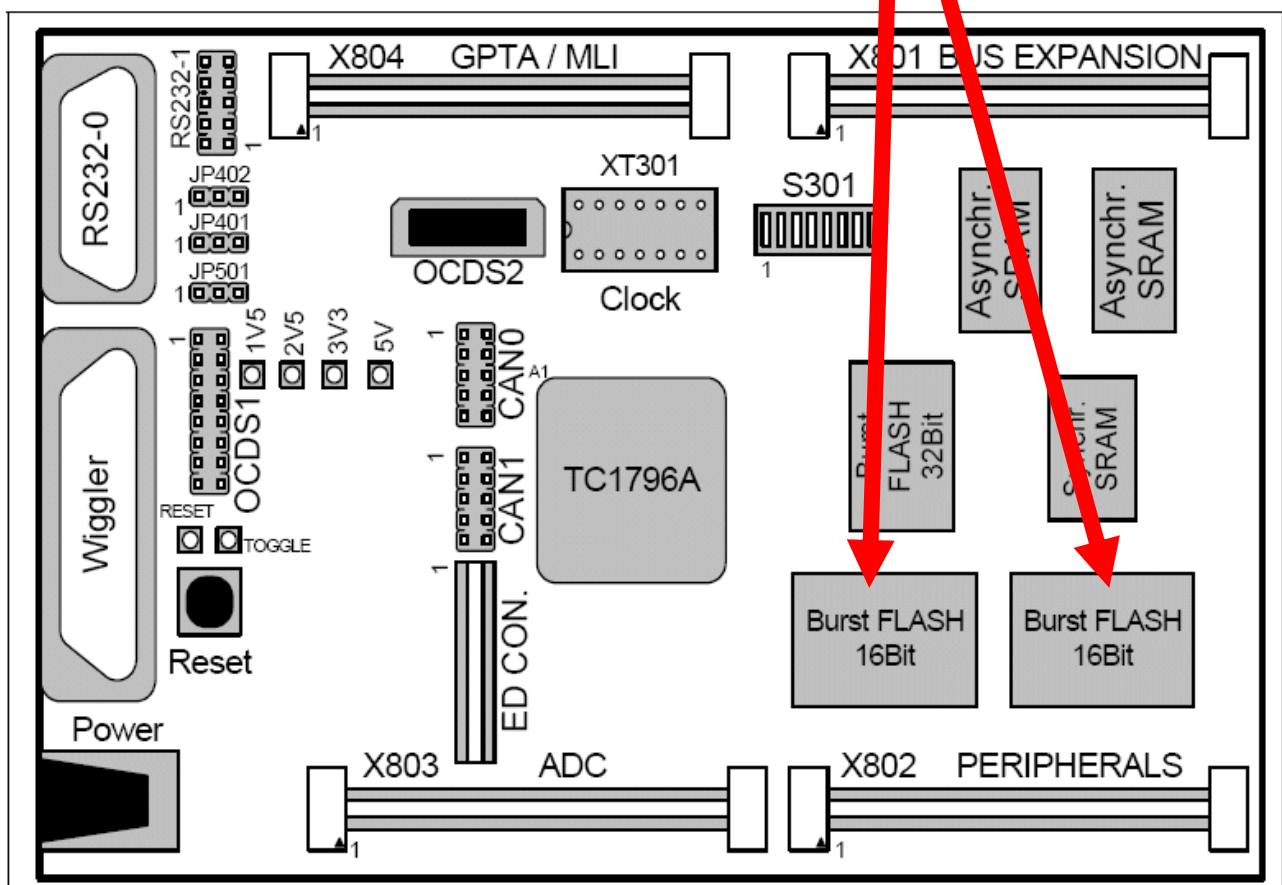 X804 GPTA / MLI
X801 BUS EXPANSION
RS232-0
RS232-1
1
1
1
JP402
1
JP401
1
JP501
1
XT301
Clock
S301
1
OCDS2
Asynchr.
SRAM
Asynchr.
SRAM
1V5
2V5
3V3
5V
1
OCDS1
1
CAN0
A1
1
CAN1
TC1796A
Burst
FLASH
32Bit
Synchr.
SRAM
Wiggler
RESET
TOGGLE
Reset
1
ED CON.
Burst FLASH
16Bit
Burst FLASH
16Bit
Power
X803 ADC
1
X802 PERIPHERALS
1